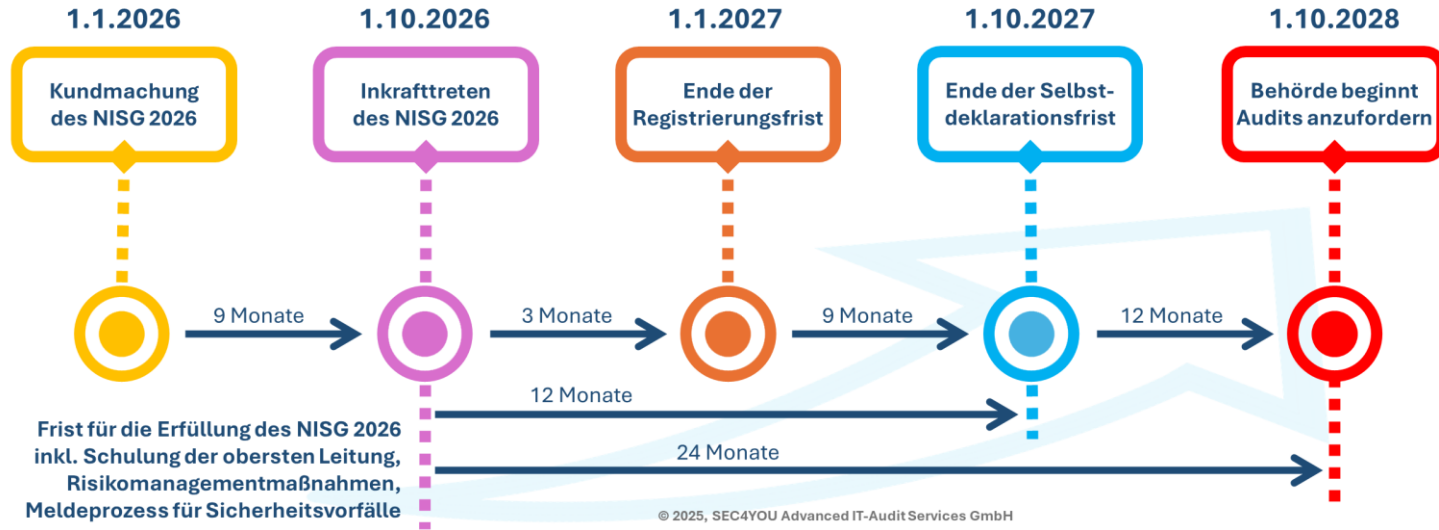 1.1.2026
1.10.2026
1.1.2027
1.10.2027
1.10.2028
Kundmachung
des NISG 2026
Inkrafttreten
des NISG 2026
Ende der
Registrierungsfrist
Ende der Selbst-
deklarationsfrist
Behörde beginnt
Audits anzufordern
9 Monate
3 Monate
9 Monate
12 Monate
12 Monate
24 Monate
Frist für die Erfüllung des NISG 2026
inkl. Schulung der obersten Leitung,
Risikomanagementmaßnahmen,
Meldeprozess für Sicherheitsvorfälle
© 2025, SEC4YOU Advanced IT-Audit Services GmbH